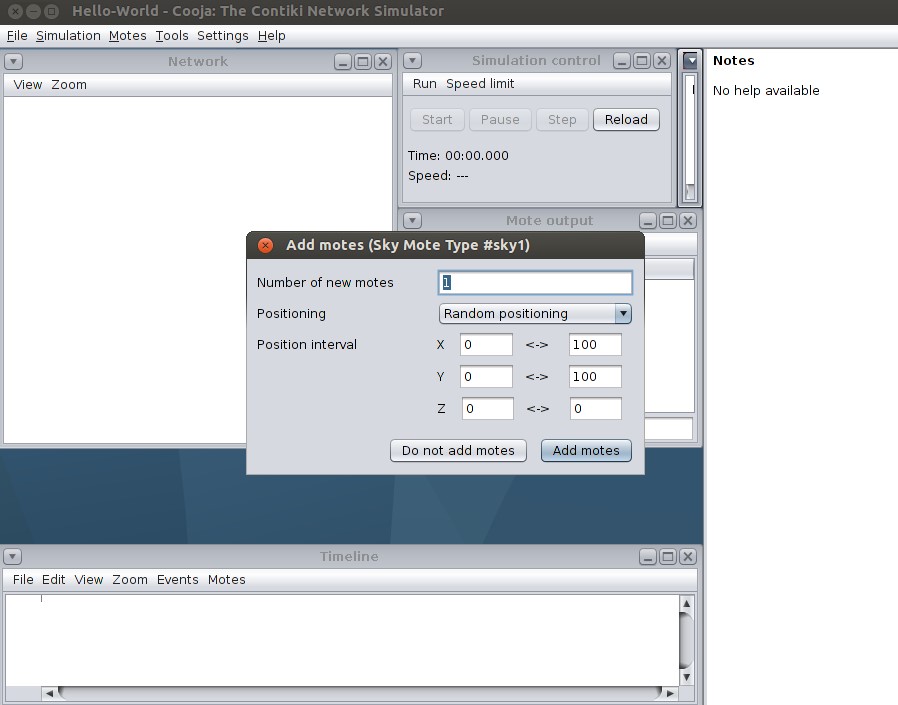 Hello-World - Cooja: The Contiki Network Simulator
File Simulation Motes Tools Settings Help
Network
View Zoom
Simulation control
Run Speed limit
Start Pause Step Reload
Time: 00:00.000
Speed: ---
Notes
No help available
Mote output
Add motes (Sky Mote Type #sky1)
Number of new motes 1
Positioning Random positioning
Position interval X 0 <-> 100
Y 0 <-> 100
Z 0 <-> 0
Do not add motes Add motes
Timeline
File Edit View Zoom Events Motes